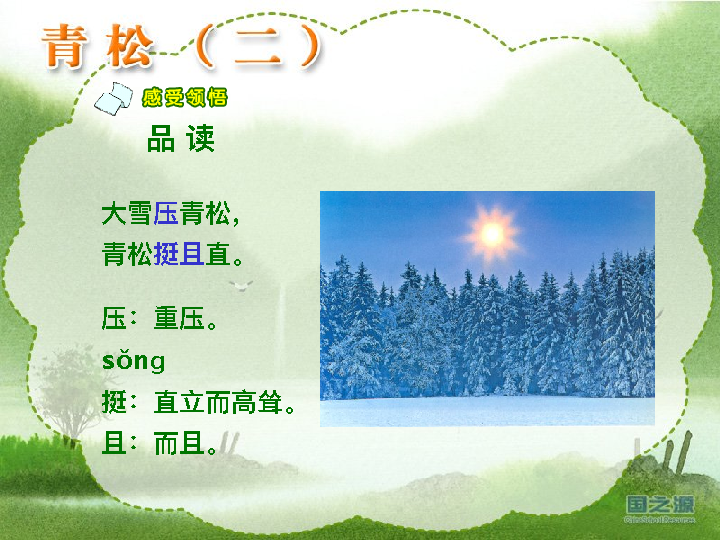 青松（二）
感受领悟
品读
大雪压青松，
青松挺且直。
压：重压。
sǒng
挺：直立而高耸。
且：而且。
国之源